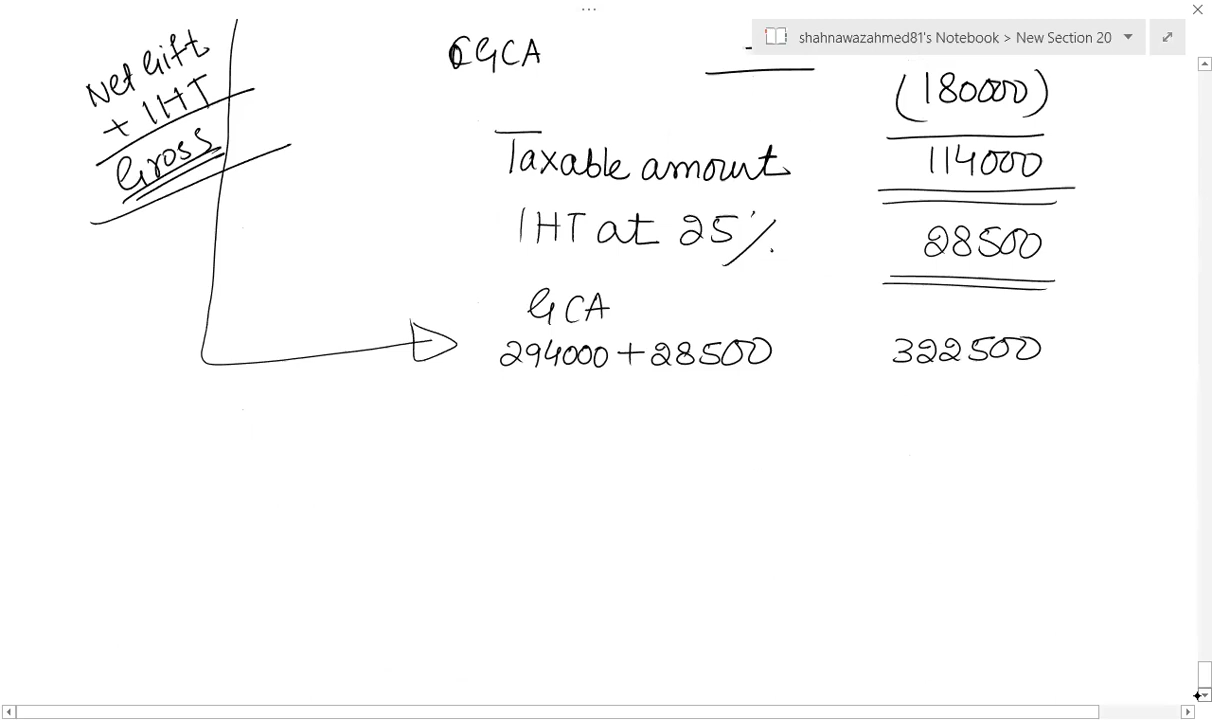 shahnawazahmed81's Notebook > New Section 20
Net Gift
+ IHT
Gross
GCA
(180000)
Taxable amount 114000
IHT at 25% 28500
GCA
294000 + 28500 322500